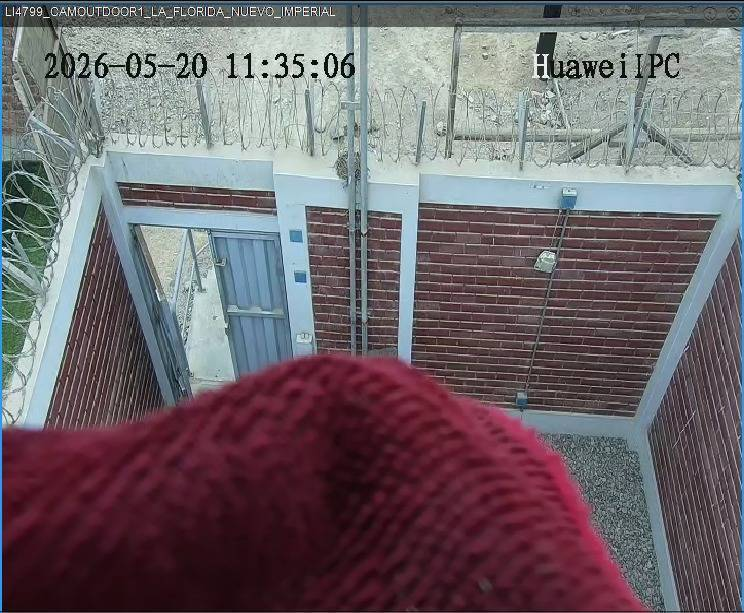 LI4799_CAMOUTDOOR1_LA_FLORIDA_NUEVO_IMPERIAL
2026-05-20 11:35:06
HuaweiIPC